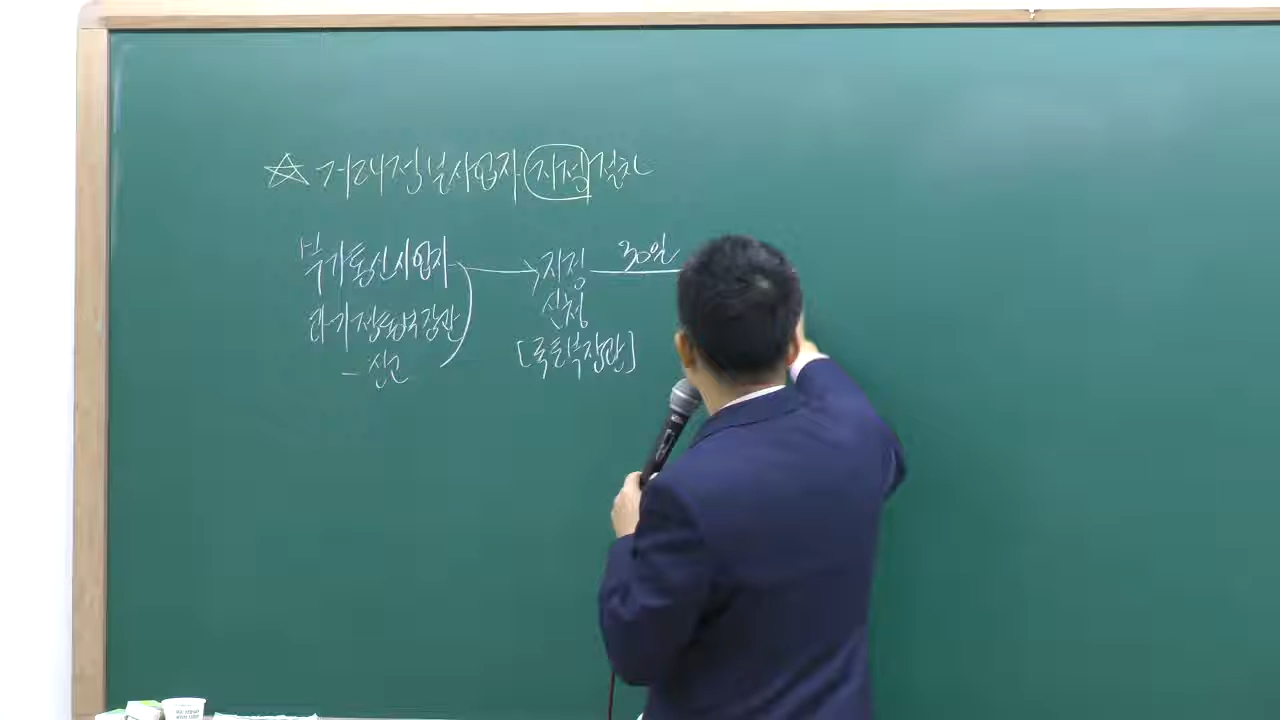 ☆ 거래정보사업자 지정 절차
부가통신사업자 → 지정 30일
과기정통부장관 신청
- 신고 [국토부장관]